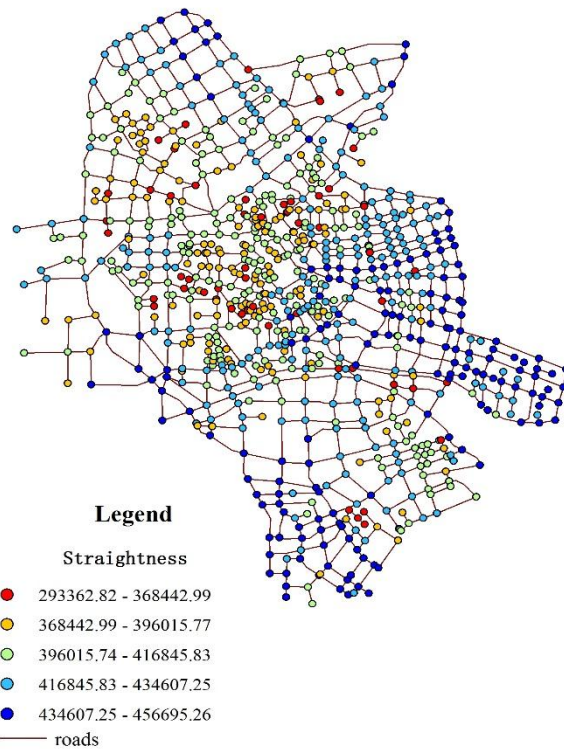 Legend
Straightness
293362.82 - 368442.99
368442.99 - 396015.77
396015.74 - 416845.83
416845.83 - 434607.25
434607.25 - 456695.26
roads